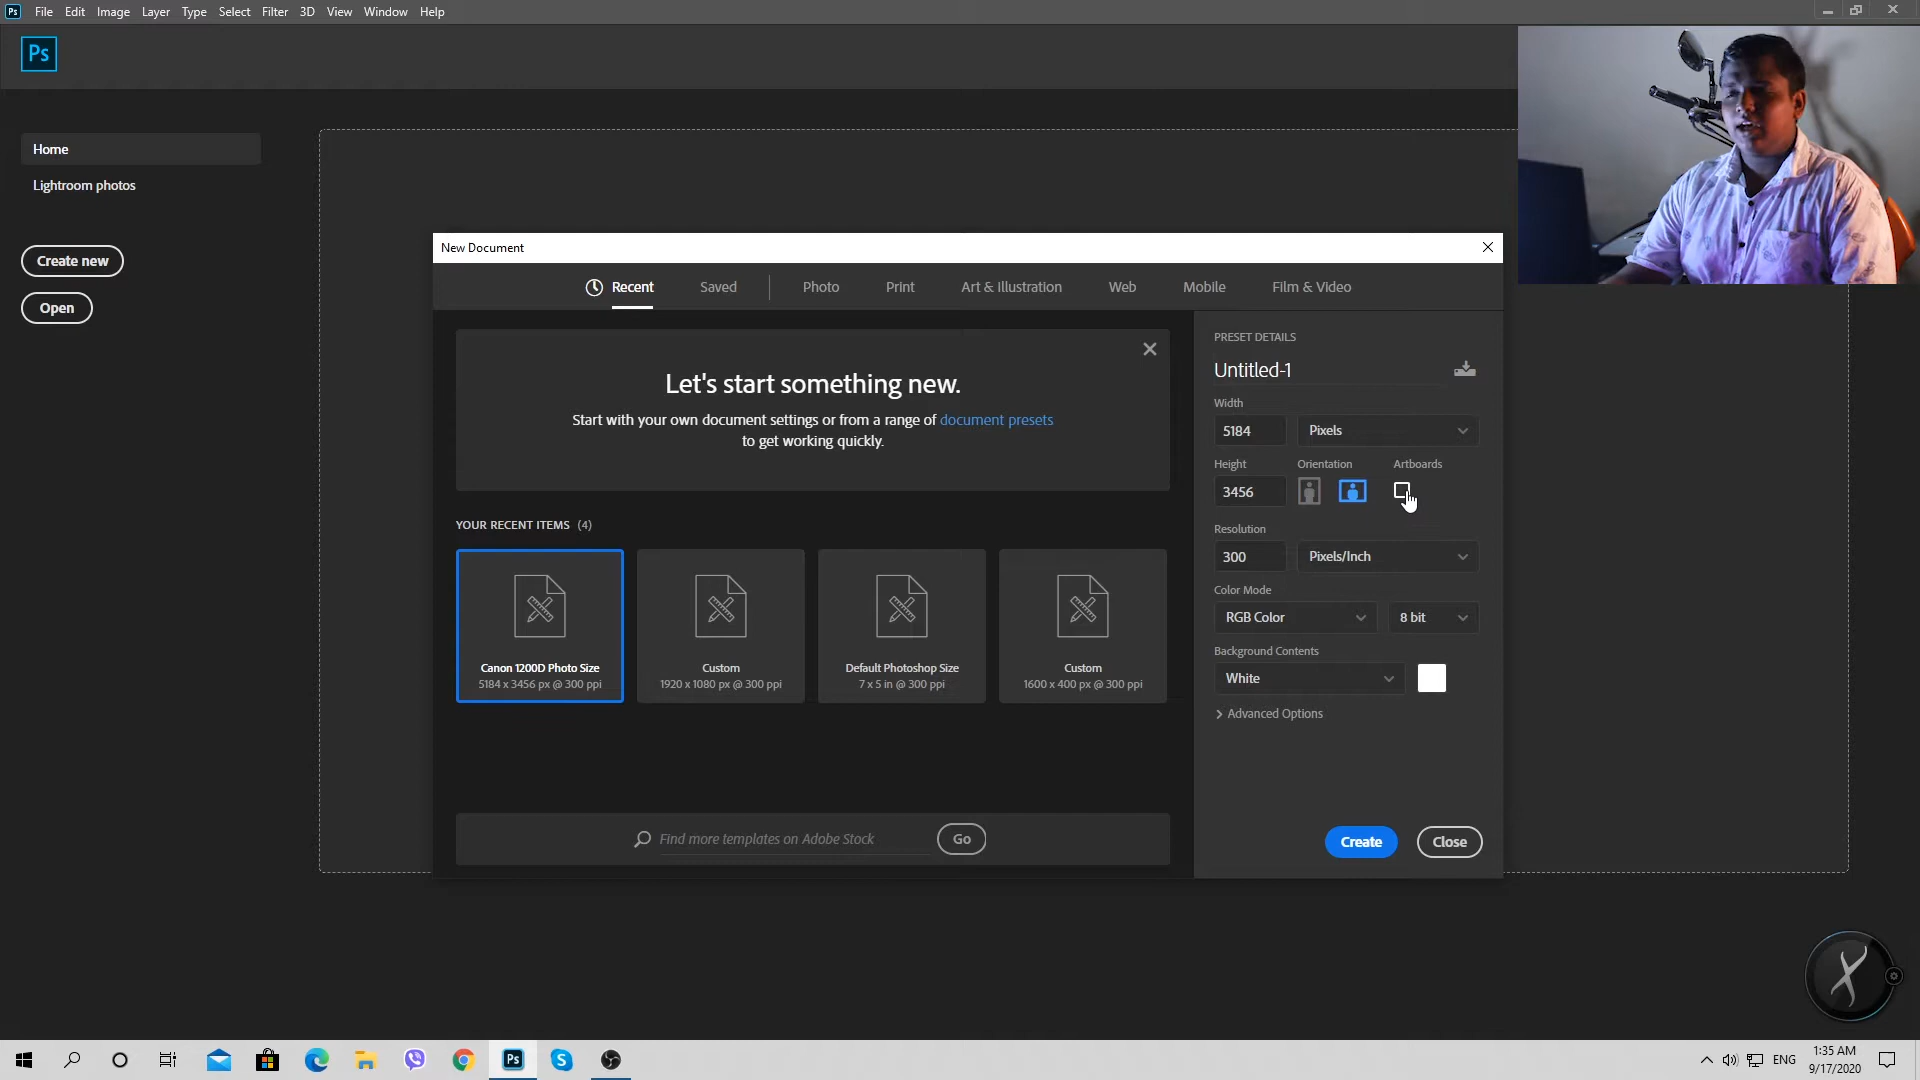 Ps File Edit Image Layer Type Select Filter 3D View Window Help
Ps
Home
Lightroom photos
Create new
Open
New Document
Recent Saved Photo Print Art & Illustration Web Mobile Film & Video
Let's start something new.
Start with your own document settings or from a range of document presets
to get working quickly.
YOUR RECENT ITEMS (4)
Canon 1200D Photo Size
5184 x 3456 px @ 300 ppi
Custom
1920 x 1080 px @ 300 ppi
Default Photoshop Size
7 x 5 in @ 300 ppi
Custom
1600 x 400 px @ 300 ppi
Find more templates on Adobe Stock Go
PRESET DETAILS
Untitled-1
Width
5184 Pixels
Height Orientation Artboards
3456
Resolution
300 Pixels/Inch
Color Mode
RGB Color 8 bit
Background Contents
White
Advanced Options
Create Close
X
Ps S ENG 1:35 AM
9/17/2020